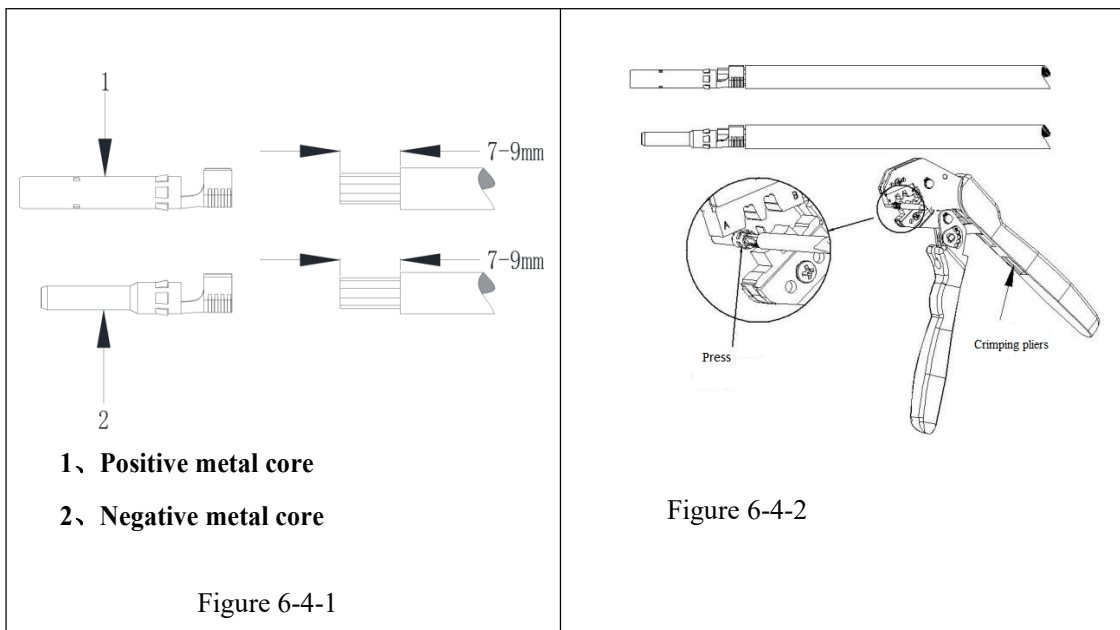 1
7-9mm
7-9mm
2
1、Positive metal core
2、Negative metal core
Figure 6-4-1
A
B
Press
Crimping pliers
Figure 6-4-2